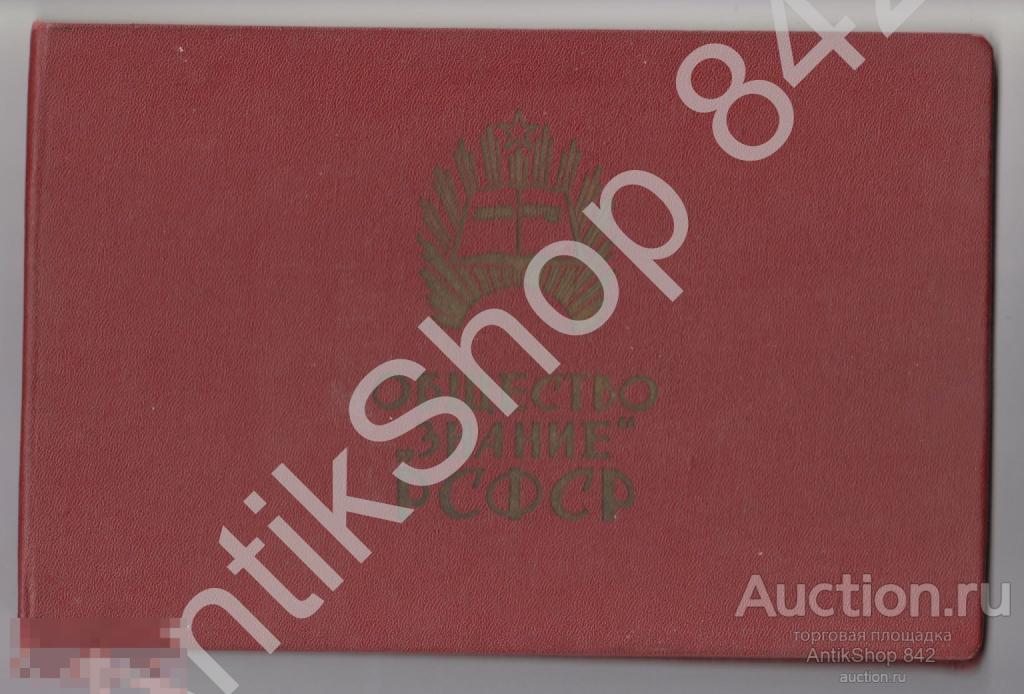 ОБЩЕСТВО
"ЗНАНИЕ"
РСФСР
AntikShop 842
Auction.ru
торговая площадка
AntikShop 842
auction.ru